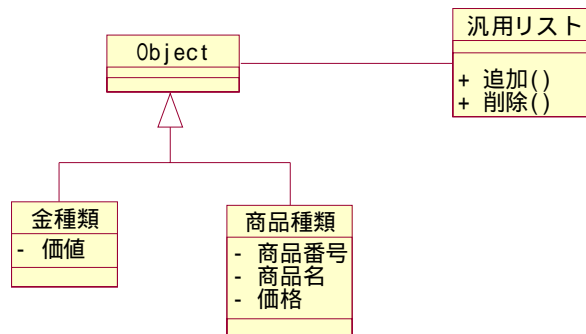 Object
汎用リスト
+ 追加()
+ 削除()
金種類
- 価値
商品種類
- 商品番号
- 商品名
- 価格